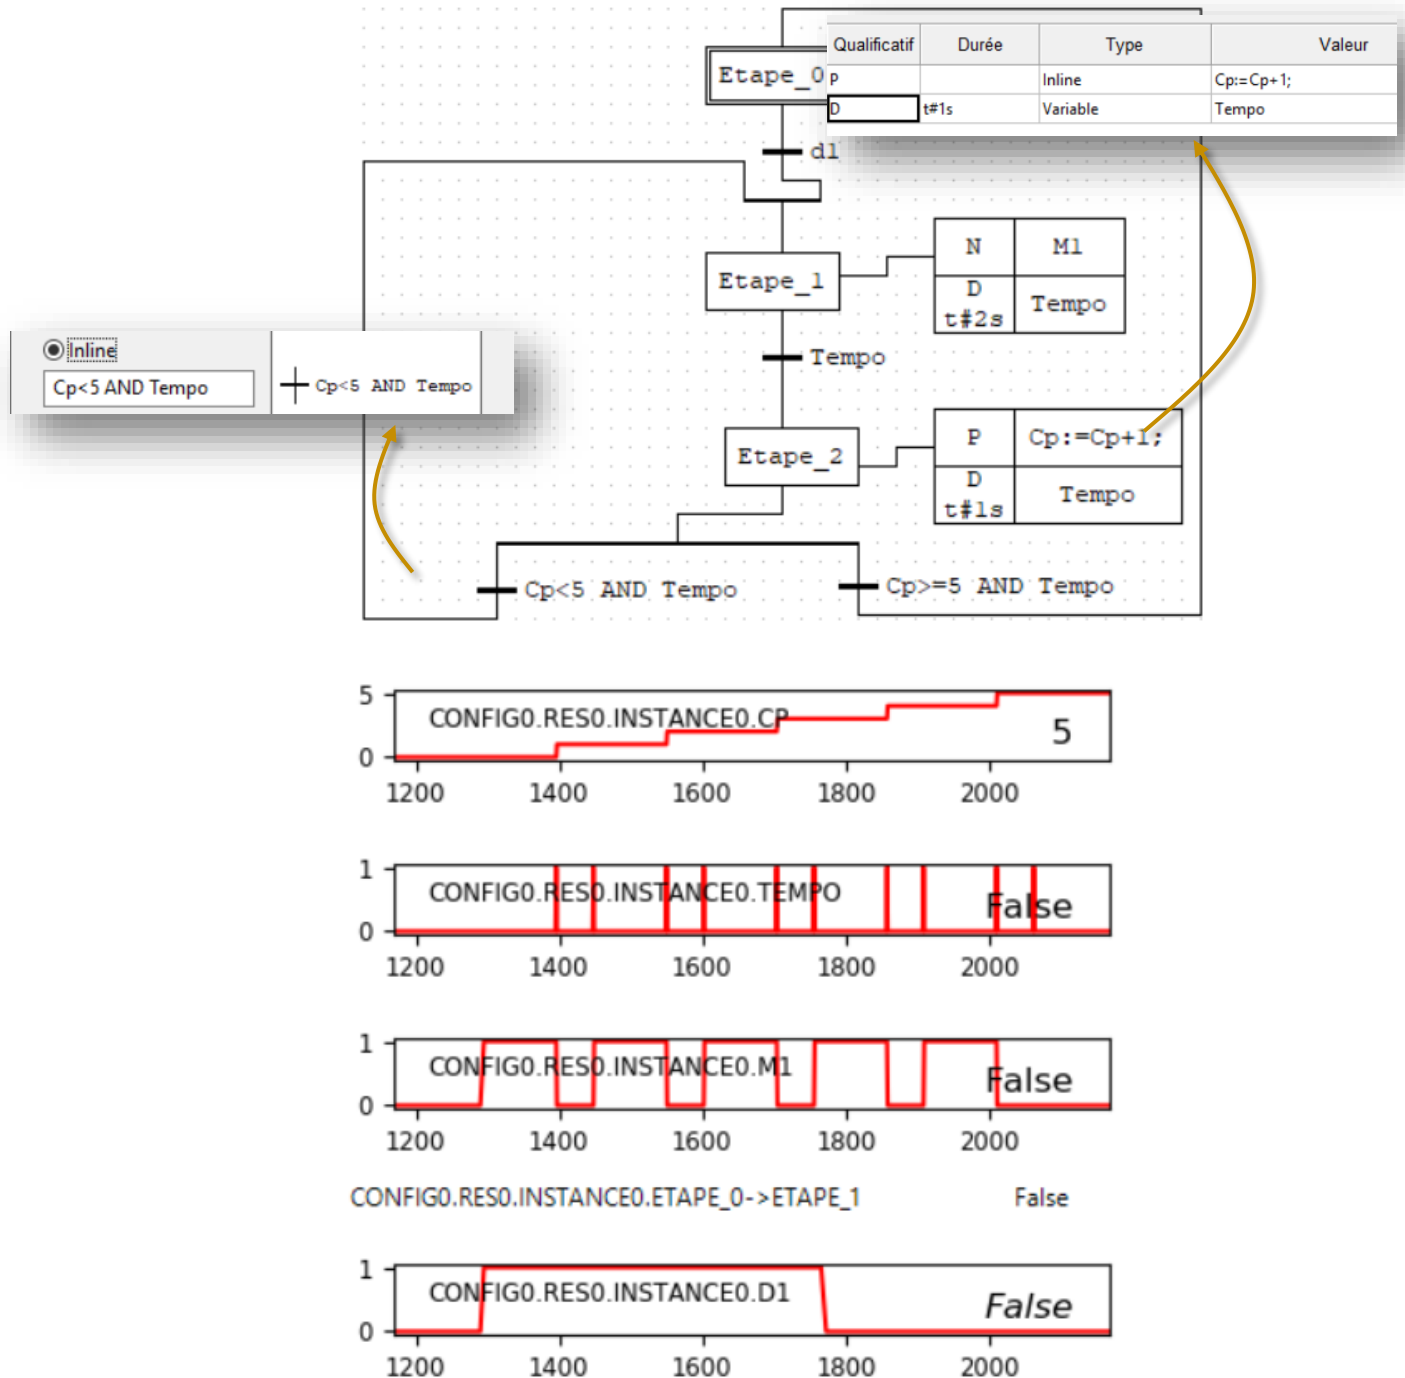 Qualificatif Durée Type Valeur
P Inline Cp:=Cp+1;
D t#1s Variable Tempo
Etape_0
d1
Etape_1
N M1
D t#2s Tempo
Tempo
Inline
Cp<5 AND Tempo
Cp<5 AND Tempo
Etape_2
P Cp:=Cp+1;
D t#1s Tempo
Cp<5 AND Tempo
Cp>=5 AND Tempo
5
CONFIG0.RES0.INSTANCE0.CP
5
0
1200 1400 1600 1800 2000
1
CONFIG0.RES0.INSTANCE0.TEMPO
False
0
1200 1400 1600 1800 2000
1
CONFIG0.RES0.INSTANCE0.M1
False
0
1200 1400 1600 1800 2000
CONFIG0.RES0.INSTANCE0.ETAPE_0->ETAPE_1 False
1
CONFIG0.RES0.INSTANCE0.D1
False
0
1200 1400 1600 1800 2000